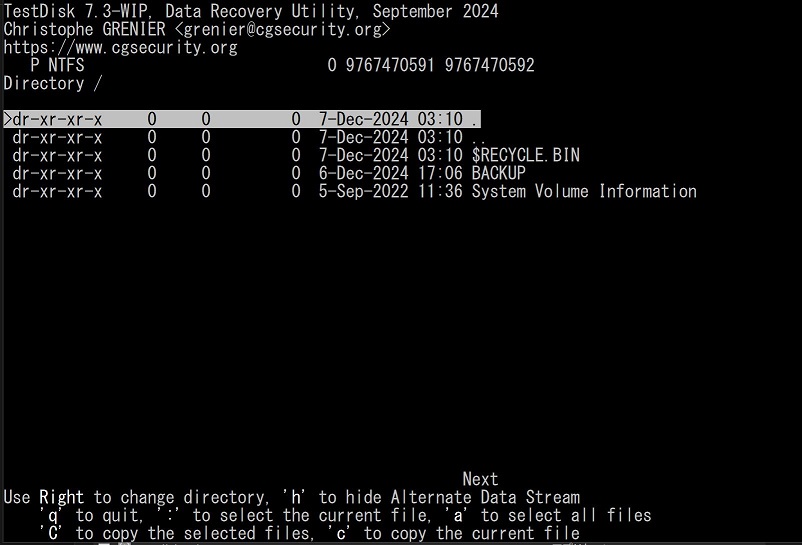 TestDisk 7.3-WIP, Data Recovery Utility, September 2024
Christophe GRENIER <grenier@cgsecurity.org>
https://www.cgsecurity.org
P NTFS 0 9767470591 9767470592
Directory /
>dr-xr-xr-x 0 0 0 7-Dec-2024 03:10 .
dr-xr-xr-x 0 0 0 7-Dec-2024 03:10 ..
dr-xr-xr-x 0 0 0 7-Dec-2024 03:10 $RECYCLE.BIN
dr-xr-xr-x 0 0 0 6-Dec-2024 17:06 BACKUP
dr-xr-xr-x 0 0 0 5-Sep-2022 11:36 System Volume Information
Next
Use Right to change directory, 'h' to hide Alternate Data Stream
'q' to quit, ':' to select the current file, 'a' to select all files
'C' to copy the selected files, 'c' to copy the current file